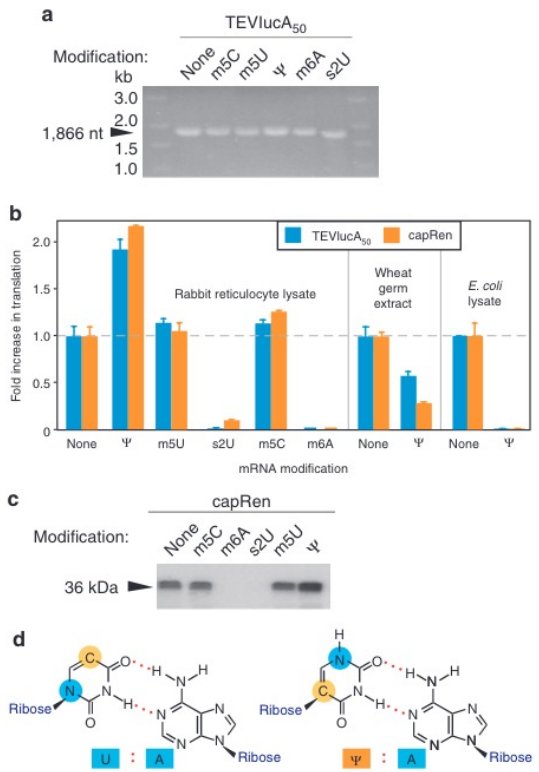 a
TEVlucA50
Modification: None m5C m5U Ψ m6A s2U
kb
3.0
2.0
1,866 nt
1.5
1.0
b
TEVlucA50 capRen
Fold increase in translation
2.0
1.5
1.0
0.5
0
Rabbit reticulocyte lysate
Wheat
germ
extract
E. coli
lysate
None Ψ m5U s2U m5C m6A None Ψ None Ψ
mRNA modification
c
capRen
Modification: None m5C m6A s2U m5U Ψ
36 kDa
d
C O H N H
N N H N N
Ribose O N N Ribose
U : A
H
N O H N H
C N H N N
Ribose O N N Ribose
Ψ : A